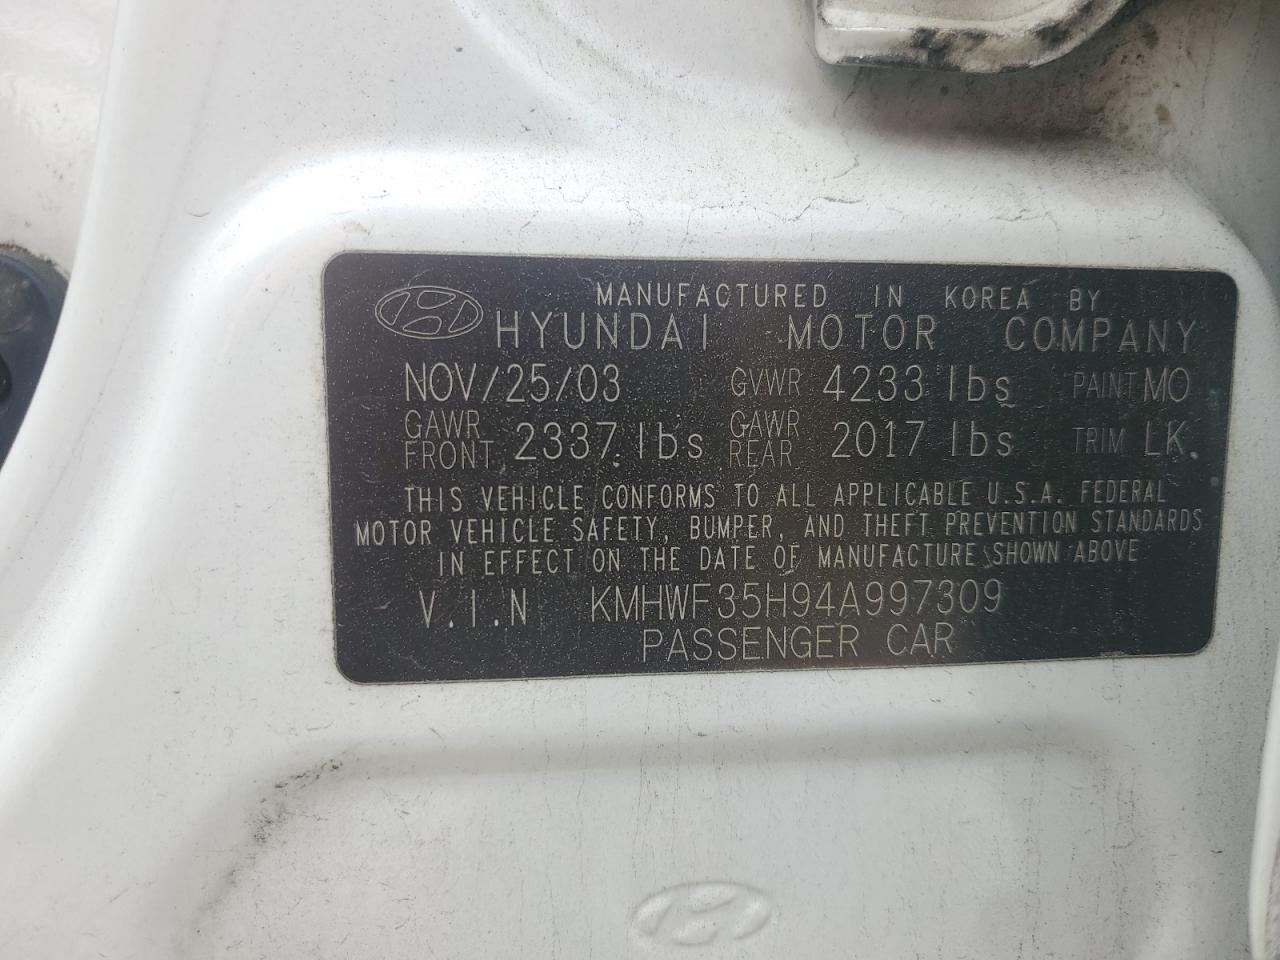 MANUFACTURED IN KOREA BY
HYUNDAI MOTOR COMPANY
NOV/25/03 GVWR 4233 lbs PAINT MO
GAWR FRONT 2337 lbs GAWR REAR 2017 lbs TRIM LK
THIS VEHICLE CONFORMS TO ALL APPLICABLE U.S.A. FEDERAL
MOTOR VEHICLE SAFETY, BUMPER, AND THEFT PREVENTION STANDARDS
IN EFFECT ON THE DATE OF MANUFACTURE SHOWN ABOVE
V.I.N KMHWF35H94A997309
PASSENGER CAR